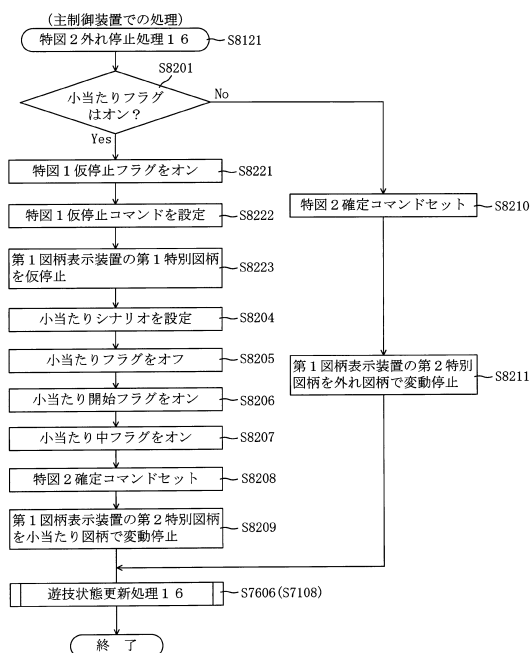 (主制御装置での処理)
特図2外れ停止処理16
S8121
S8201
小当たりフラグ
はオン?
No
Yes
特図1仮停止フラグをオン
S8221
特図1仮停止コマンドを設定
S8222
第1図柄表示装置の第1特別図柄
を仮停止
S8223
小当たりシナリオを設定
S8204
小当たりフラグをオフ
S8205
小当たり開始フラグをオン
S8206
小当たり中フラグをオン
S8207
特図2確定コマンドセット
S8208
第1図柄表示装置の第2特別図柄
を小当たり図柄で変動停止
S8209
特図2確定コマンドセット
S8210
第1図柄表示装置の第2特別
図柄を外れ図柄で変動停止
S8211
遊技状態更新処理16
S7606(S7108)
終 了